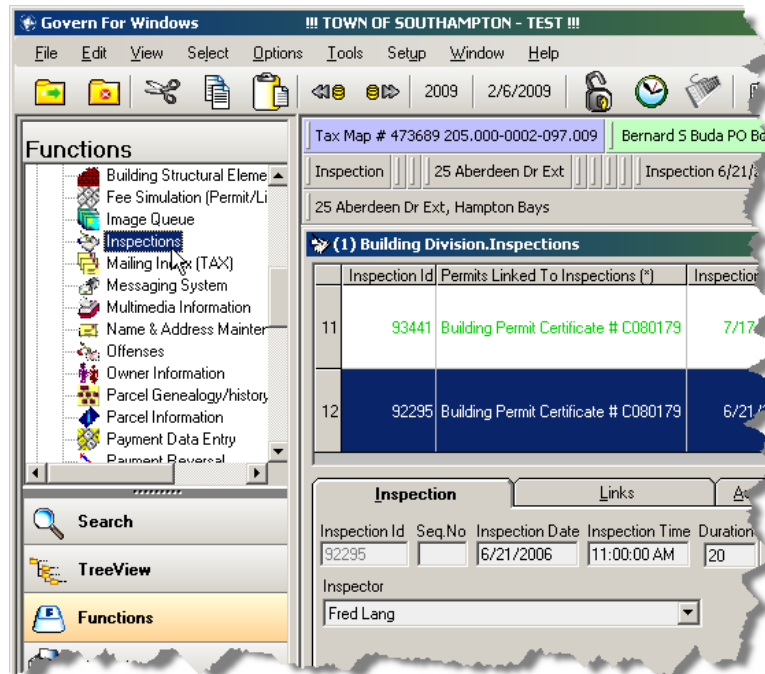 Govern For Windows !!! TOWN OF SOUTHAMPTON - TEST !!!
File Edit View Select Options Tools Setup Window Help
2009 2/6/2009
Functions
Building Structural Eleme
Fee Simulation (Permit/Li
Image Queue
Inspections
Mailing Index (TAX)
Messaging System
Multimedia Information
Name & Address Mainter
Offenses
Owner Information
Parcel Genealogy/history
Parcel Information
Payment Data Entry
Payment Reversal
Search
TreeView
Functions
Tax Map # 473689 205.000-0002-097.009 Bernard S Buda PO Bo
Inspection 25 Aberdeen Dr Ext Inspection 6/21/
25 Aberdeen Dr Ext, Hampton Bays
(1) Building Division.Inspections
Inspection Id Permits Linked To Inspections (*) Inspection
11 93441 Building Permit Certificate # C080179 7/17
12 92295 Building Permit Certificate # C080179 6/21/
Inspection Links
Inspection Id Seq.No Inspection Date Inspection Time Duration
92295 6/21/2006 11:00:00 AM 20
Inspector
Fred Lang